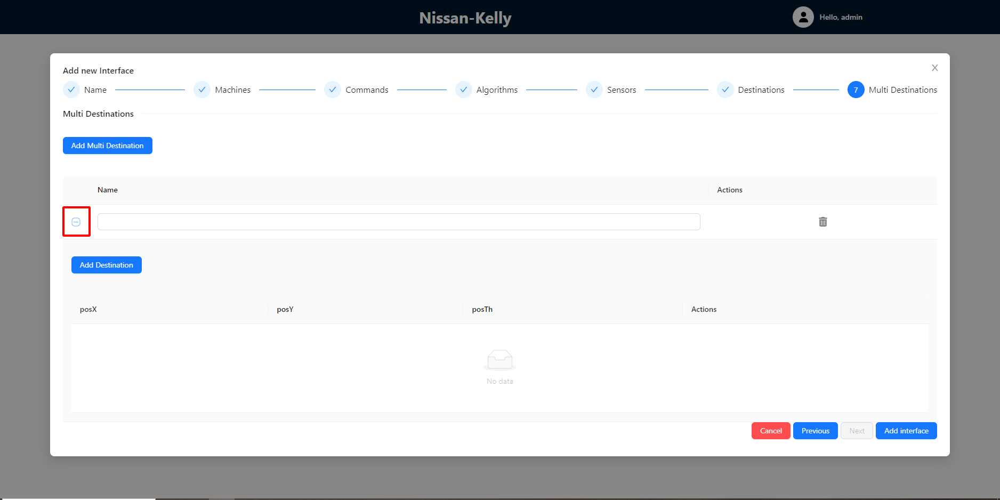 Nissan-Kelly
Hello, admin
Add new Interface
X
Name
Machines
Commands
Algorithms
Sensors
Destinations
7
Multi Destinations
Multi Destinations
Add Multi Destination
Name
Actions
Add Destination
posX
posY
posTh
Actions
No data
Cancel
Previous
Next
Add interface